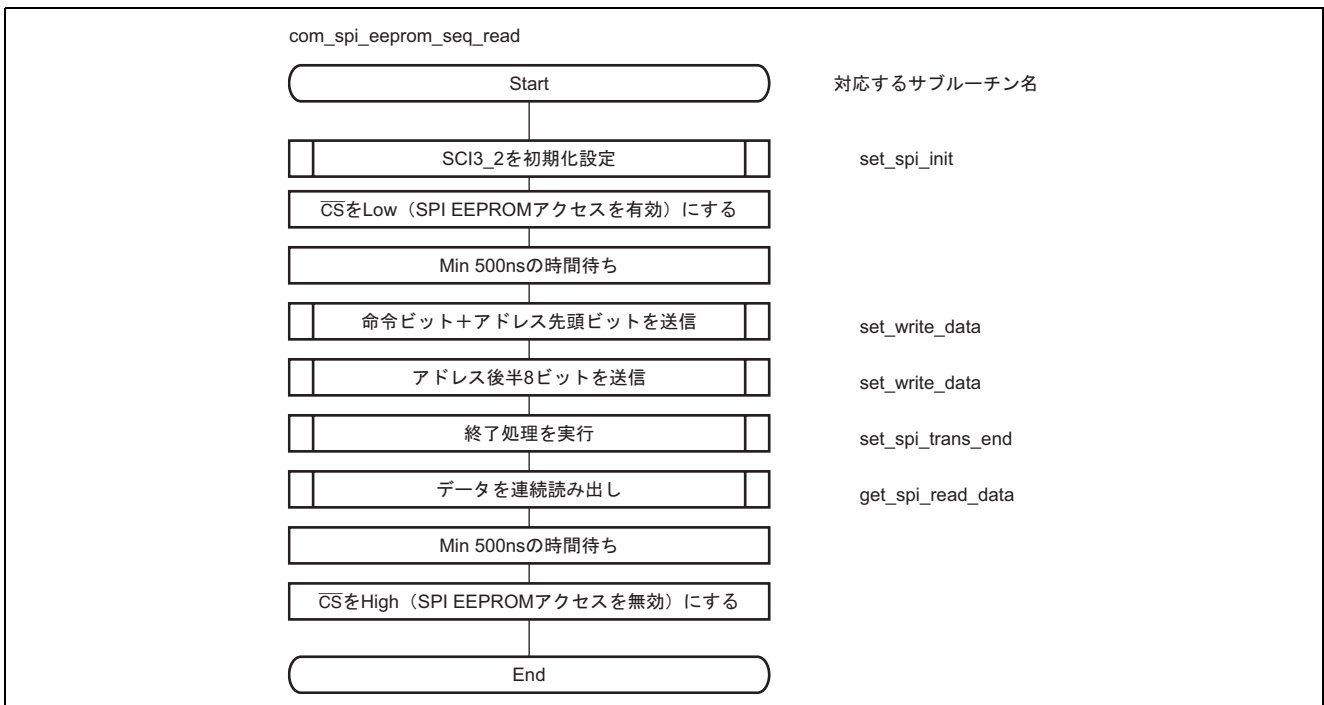 com_spi_eeprom_seq_read
Start 対応するサブルーチン名
SCI3_2を初期化設定 set_spi_init
CSをLow（SPI EEPROMアクセスを有効）にする
Min 500nsの時間待ち
命令ビット＋アドレス先頭ビットを送信 set_write_data
アドレス後半8ビットを送信 set_write_data
終了処理を実行 set_spi_trans_end
データを連続読み出し get_spi_read_data
Min 500nsの時間待ち
CSをHigh（SPI EEPROMアクセスを無効）にする
End